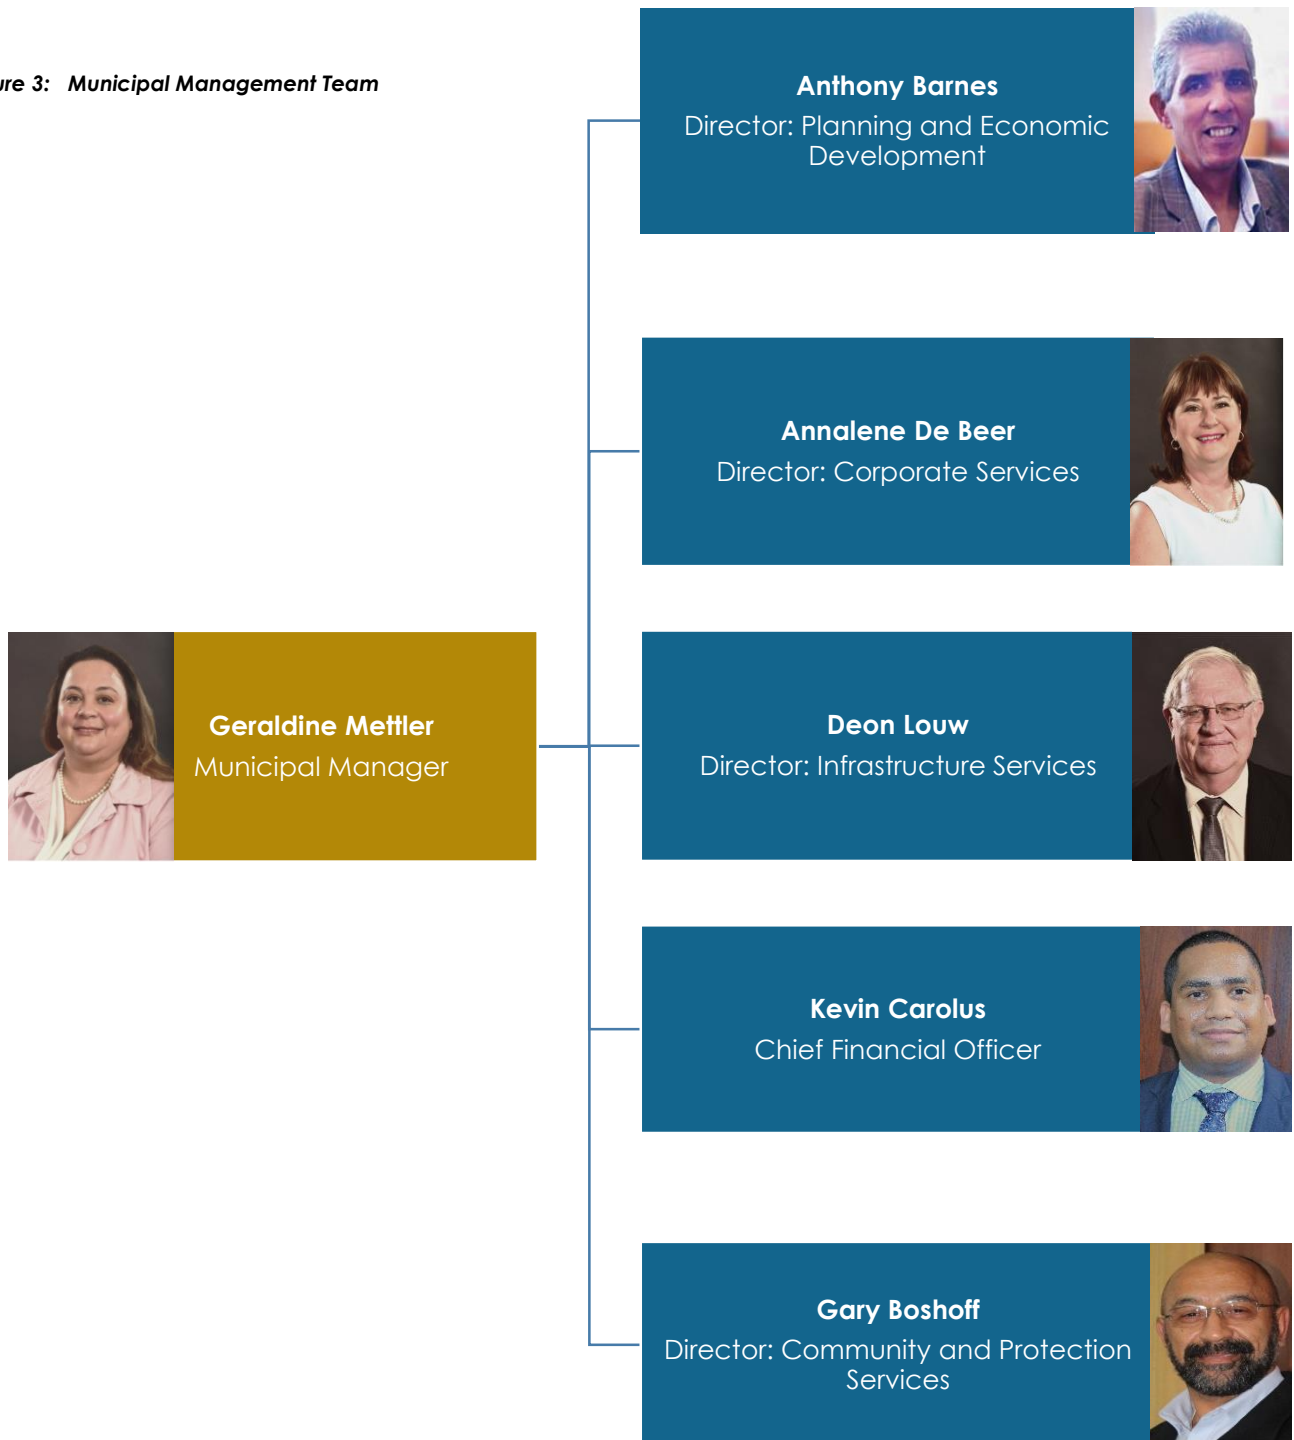 ure 3: Municipal Management Team
Anthony Barnes
Director: Planning and Economic
Development
Annalene De Beer
Director: Corporate Services
Geraldine Mettler
Municipal Manager
Deon Louw
Director: Infrastructure Services
Kevin Carolus
Chief Financial Officer
Gary Boshoff
Director: Community and Protection
Services